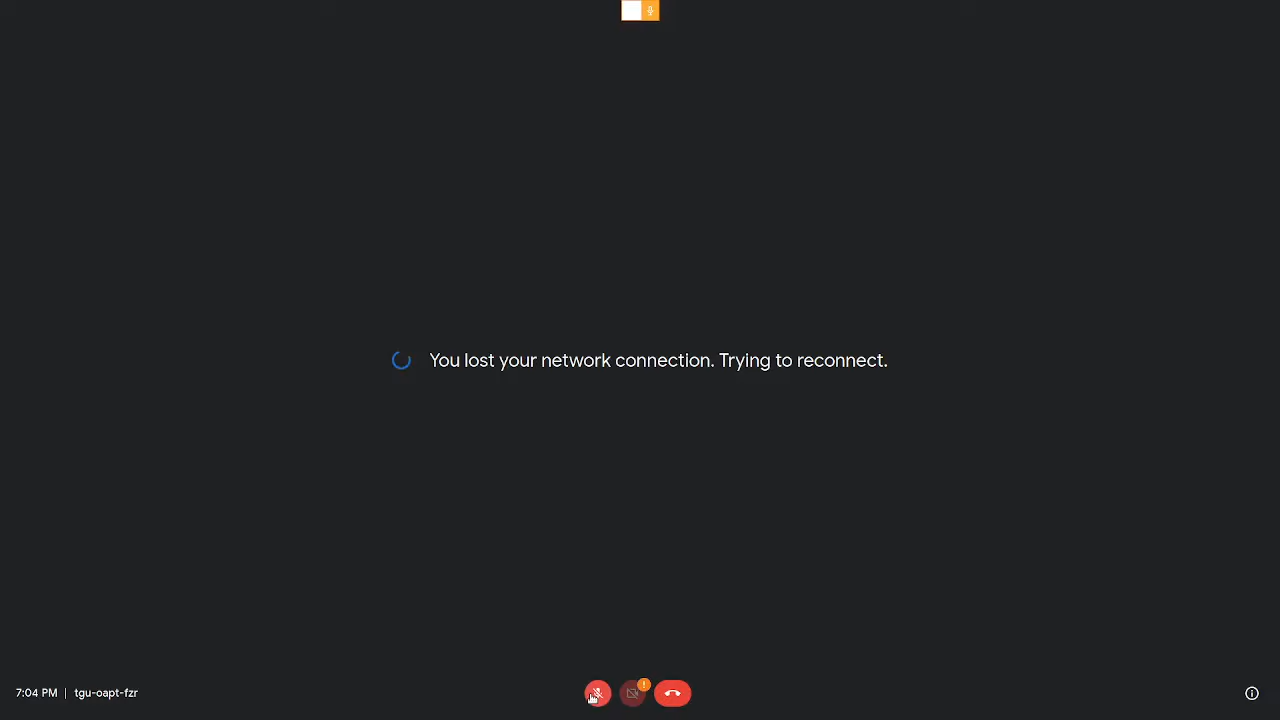 You lost your network connection. Trying to reconnect.
7:04 PM | tgu-oapt-fzr